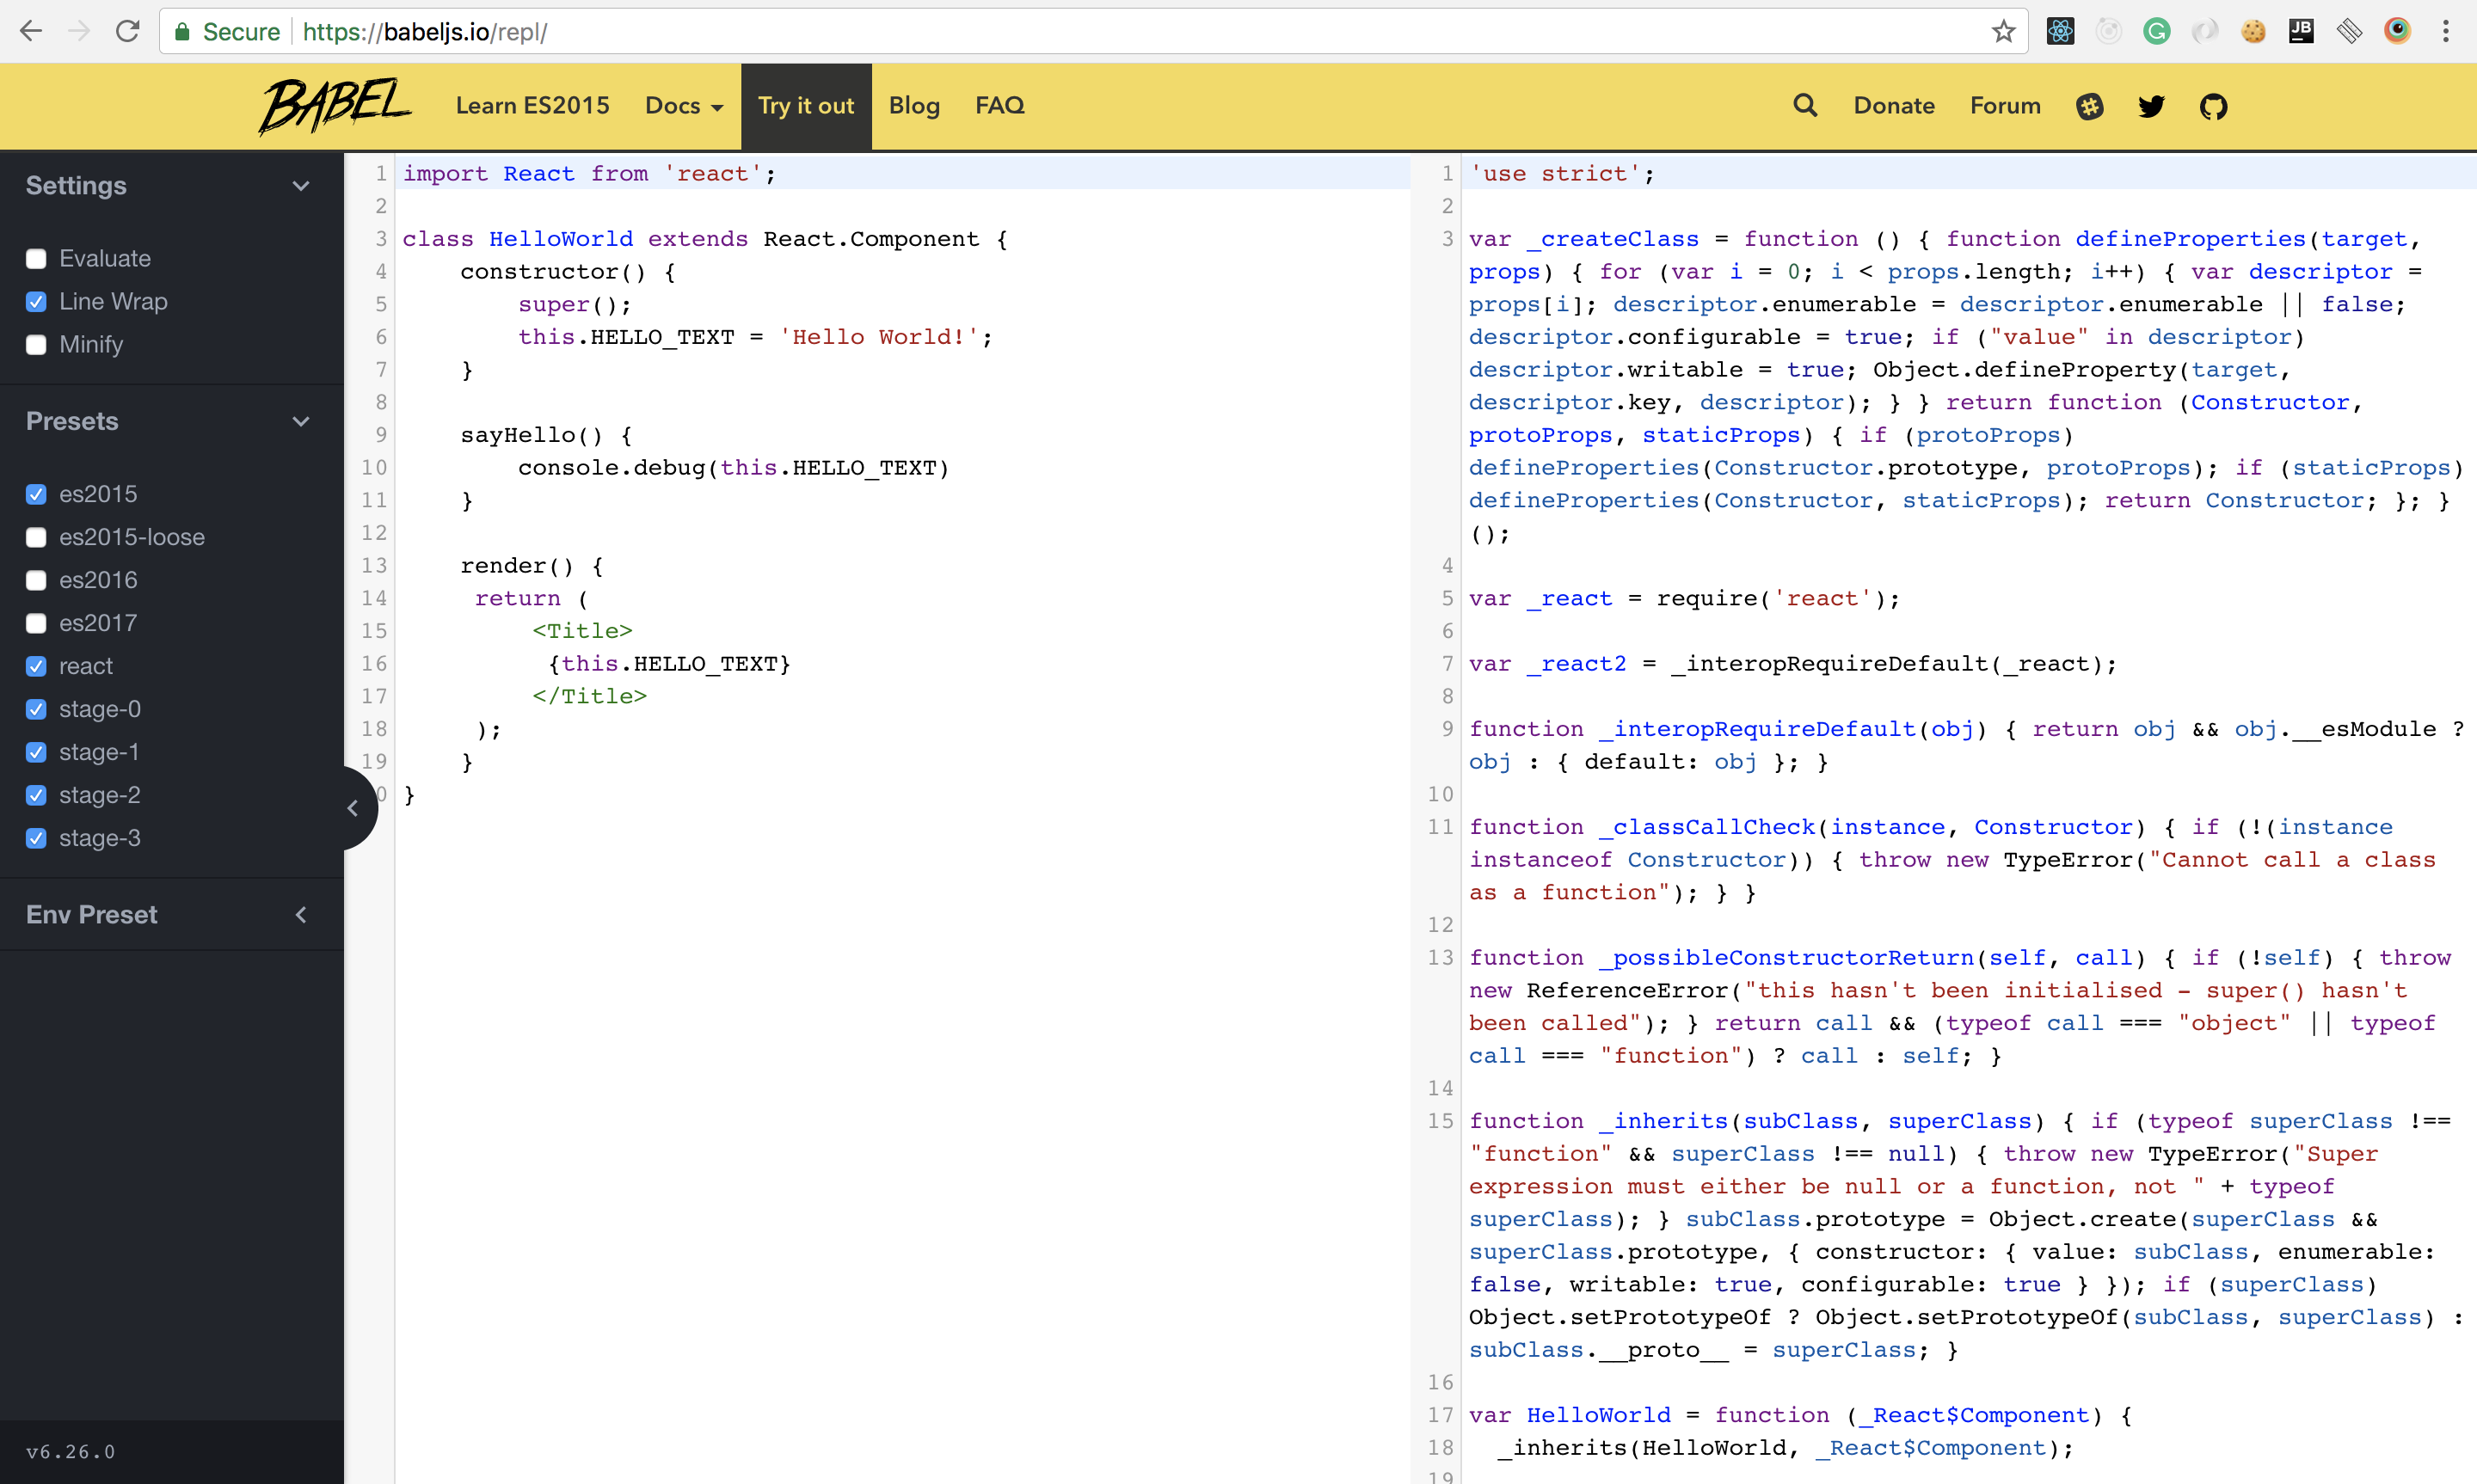 Secure https://babeljs.io/repl/
JB
BABEL Learn ES2015 Docs Try it out Blog FAQ Donate Forum
Settings
Evaluate
Line Wrap
Minify
Presets
es2015
es2015-loose
es2016
es2017
react
stage-0
stage-1
stage-2
stage-3
Env Preset
v6.26.0
1 import React from 'react';
2
3 class HelloWorld extends React.Component {
4     constructor() {
5         super();
6         this.HELLO_TEXT = 'Hello World!';
7     }
8
9     sayHello() {
10         console.debug(this.HELLO_TEXT)
11     }
12
13     render() {
14      return (
15          <Title>
16           {this.HELLO_TEXT}
17          </Title>
18      );
19     }
0 }
1 'use strict';
2
3 var _createClass = function () { function defineProperties(target,
props) { for (var i = 0; i < props.length; i++) { var descriptor =
props[i]; descriptor.enumerable = descriptor.enumerable || false;
descriptor.configurable = true; if ("value" in descriptor)
descriptor.writable = true; Object.defineProperty(target,
descriptor.key, descriptor); } } return function (Constructor,
protoProps, staticProps) { if (protoProps)
defineProperties(Constructor.prototype, protoProps); if (staticProps)
defineProperties(Constructor, staticProps); return Constructor; }; }
();
4
5 var _react = require('react');
6
7 var _react2 = _interopRequireDefault(_react);
8
9 function _interopRequireDefault(obj) { return obj && obj.__esModule ?
obj : { default: obj }; }
10
11 function _classCallCheck(instance, Constructor) { if (!(instance
instanceof Constructor)) { throw new TypeError("Cannot call a class
as a function"); } }
12
13 function _possibleConstructorReturn(self, call) { if (!self) { throw
new ReferenceError("this hasn't been initialised - super() hasn't
been called"); } return call && (typeof call === "object" || typeof
call === "function") ? call : self; }
14
15 function _inherits(subClass, superClass) { if (typeof superClass !==
"function" && superClass !== null) { throw new TypeError("Super
expression must either be null or a function, not " + typeof
superClass); } subClass.prototype = Object.create(superClass &&
superClass.prototype, { constructor: { value: subClass, enumerable:
false, writable: true, configurable: true } }); if (superClass)
Object.setPrototypeOf ? Object.setPrototypeOf(subClass, superClass) :
subClass.__proto__ = superClass; }
16
17 var HelloWorld = function (_React$Component) {
18   _inherits(HelloWorld, _React$Component);
19